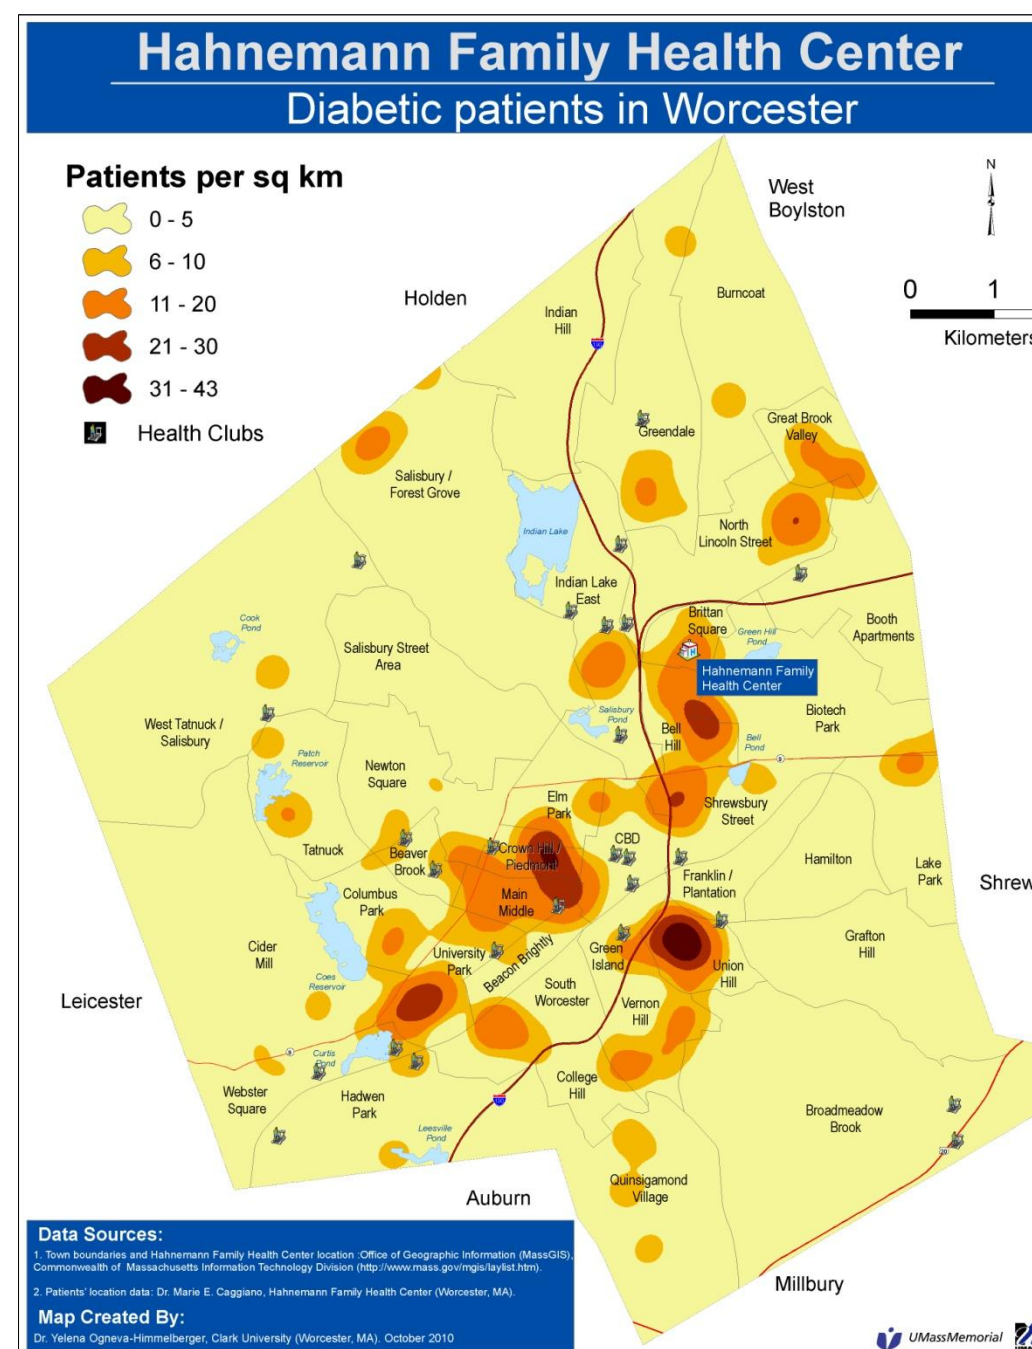 Hahnemann Family Health Center
Diabetic patients in Worcester
Patients per sq km
0 - 5
6 - 10
11 - 20
21 - 30
31 - 43
Health Clubs
N
0 1
Kilometers
West
Boylston
Holden
Burncoat
Indian
Hill
Greendale
Great Brook
Valley
Salisbury /
Forest Grove
Indian Lake
North
Lincoln Street
Indian Lake
East
Brittan
Square
Booth
Apartments
Cook
Pond
Green Hill
Pond
Salisbury Street
Area
Hahnemann Family
Health Center
West Tatnuck /
Salisbury
Salisbury
Pond
Biotech
Park
Bell
Hill
Bell
Pond
Patch
Reservoir
Newton
Square
9
Elm
Park
Shrewsbury
Street
Tatnuck
Beaver
Brook
Crown Hill /
Piedmont
CBD
Hamilton
Lake
Park
Franklin /
Plantation
Shrew
Columbus
Park
Main
Middle
Cider
Mill
University
Park
Beacon Brightly
Green
Island
Union
Hill
Grafton
Hill
Coes
Reservoir
Leicester
South
Worcester
Vernon
Hill
9
Curtis
Pond
Webster
Square
Hadwen
Park
College
Hill
Broadmeadow
Brook
Leesville
Pond
20
Quinsigamond
Village
Auburn
Millbury
Data Sources:
1. Town boundaries and Hahnemann Family Health Center location :Office of Geographic Information (MassGIS),
Commonwealth of Massachusetts Information Technology Division (http://www.mass.gov/mgis/laylist.htm).
2. Patients' location data: Dr. Marie E. Caggiano, Hahnemann Family Health Center (Worcester, MA).
Map Created By:
Dr. Yelena Ogneva-Himmelberger, Clark University (Worcester, MA). October 2010
UMassMemorial